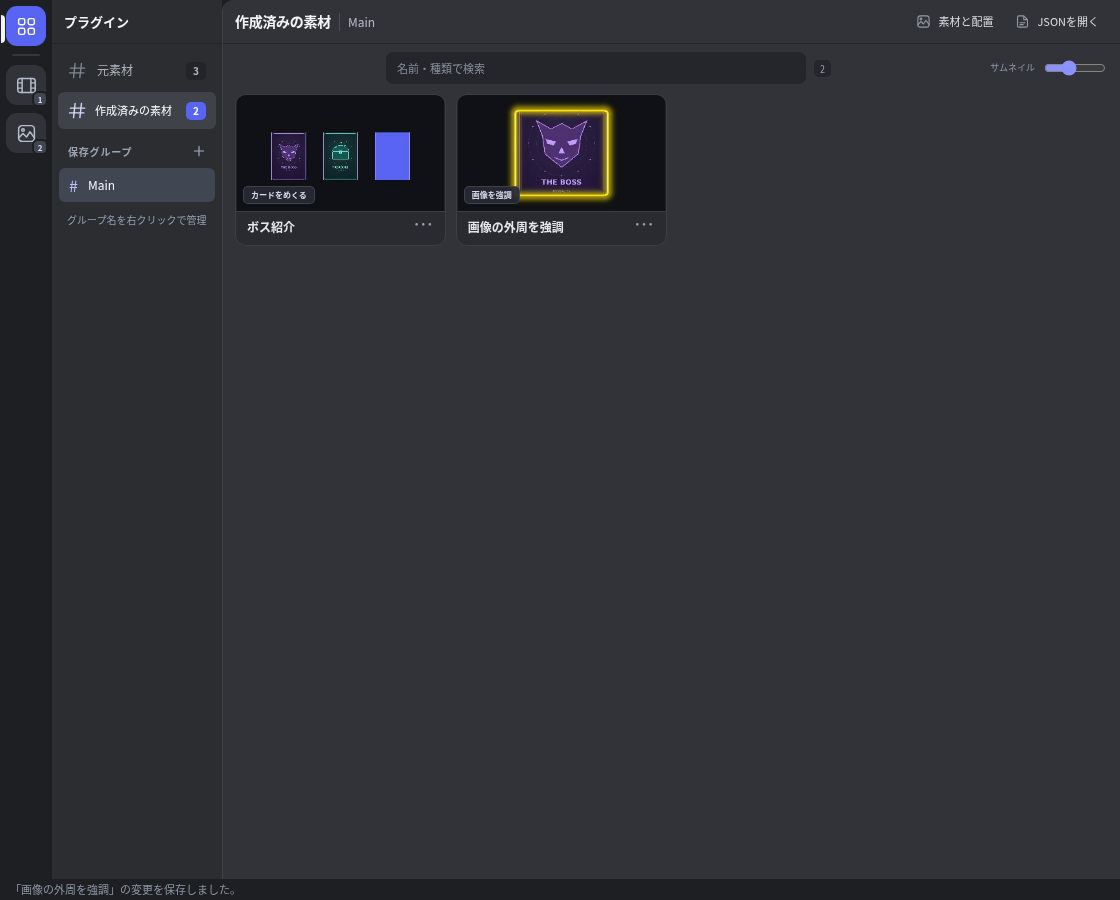 プラグイン
作成済みの素材 Main
素材と配置
JSONを開く
元素材 3
作成済みの素材 2
保存グループ
# Main
グループ名を右クリックで管理
1
2
名前・種類で検索
2
サムネイル
THE BOSS
TREASURE
カードをめくる
ボス紹介
THE BOSS
画像を強調
画像の外周を強調
「画像の外周を強調」の変更を保存しました。